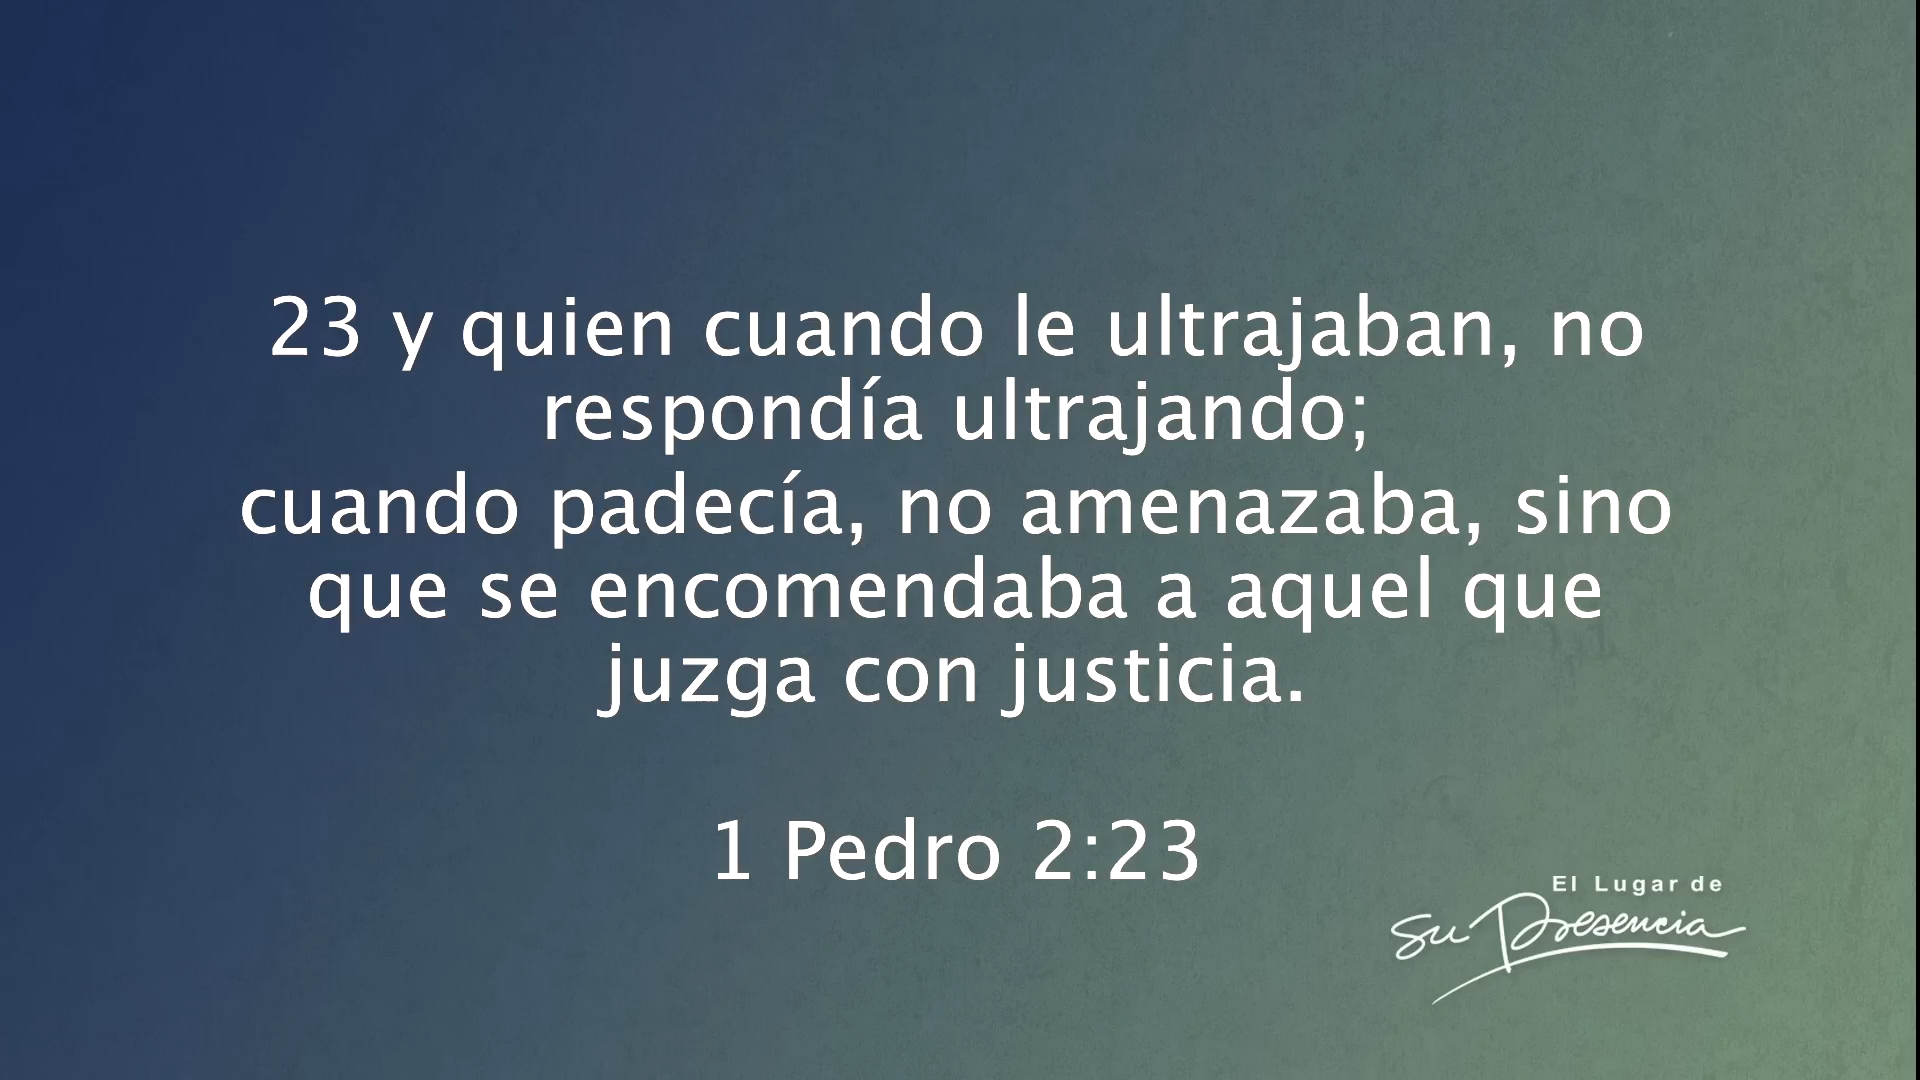 23 y quien cuando le ultrajaban, no
respondía ultrajando;
cuando padecía, no amenazaba, sino
que se encomendaba a aquel que
juzga con justicia.
1 Pedro 2:23
El Lugar de
Su Presencia